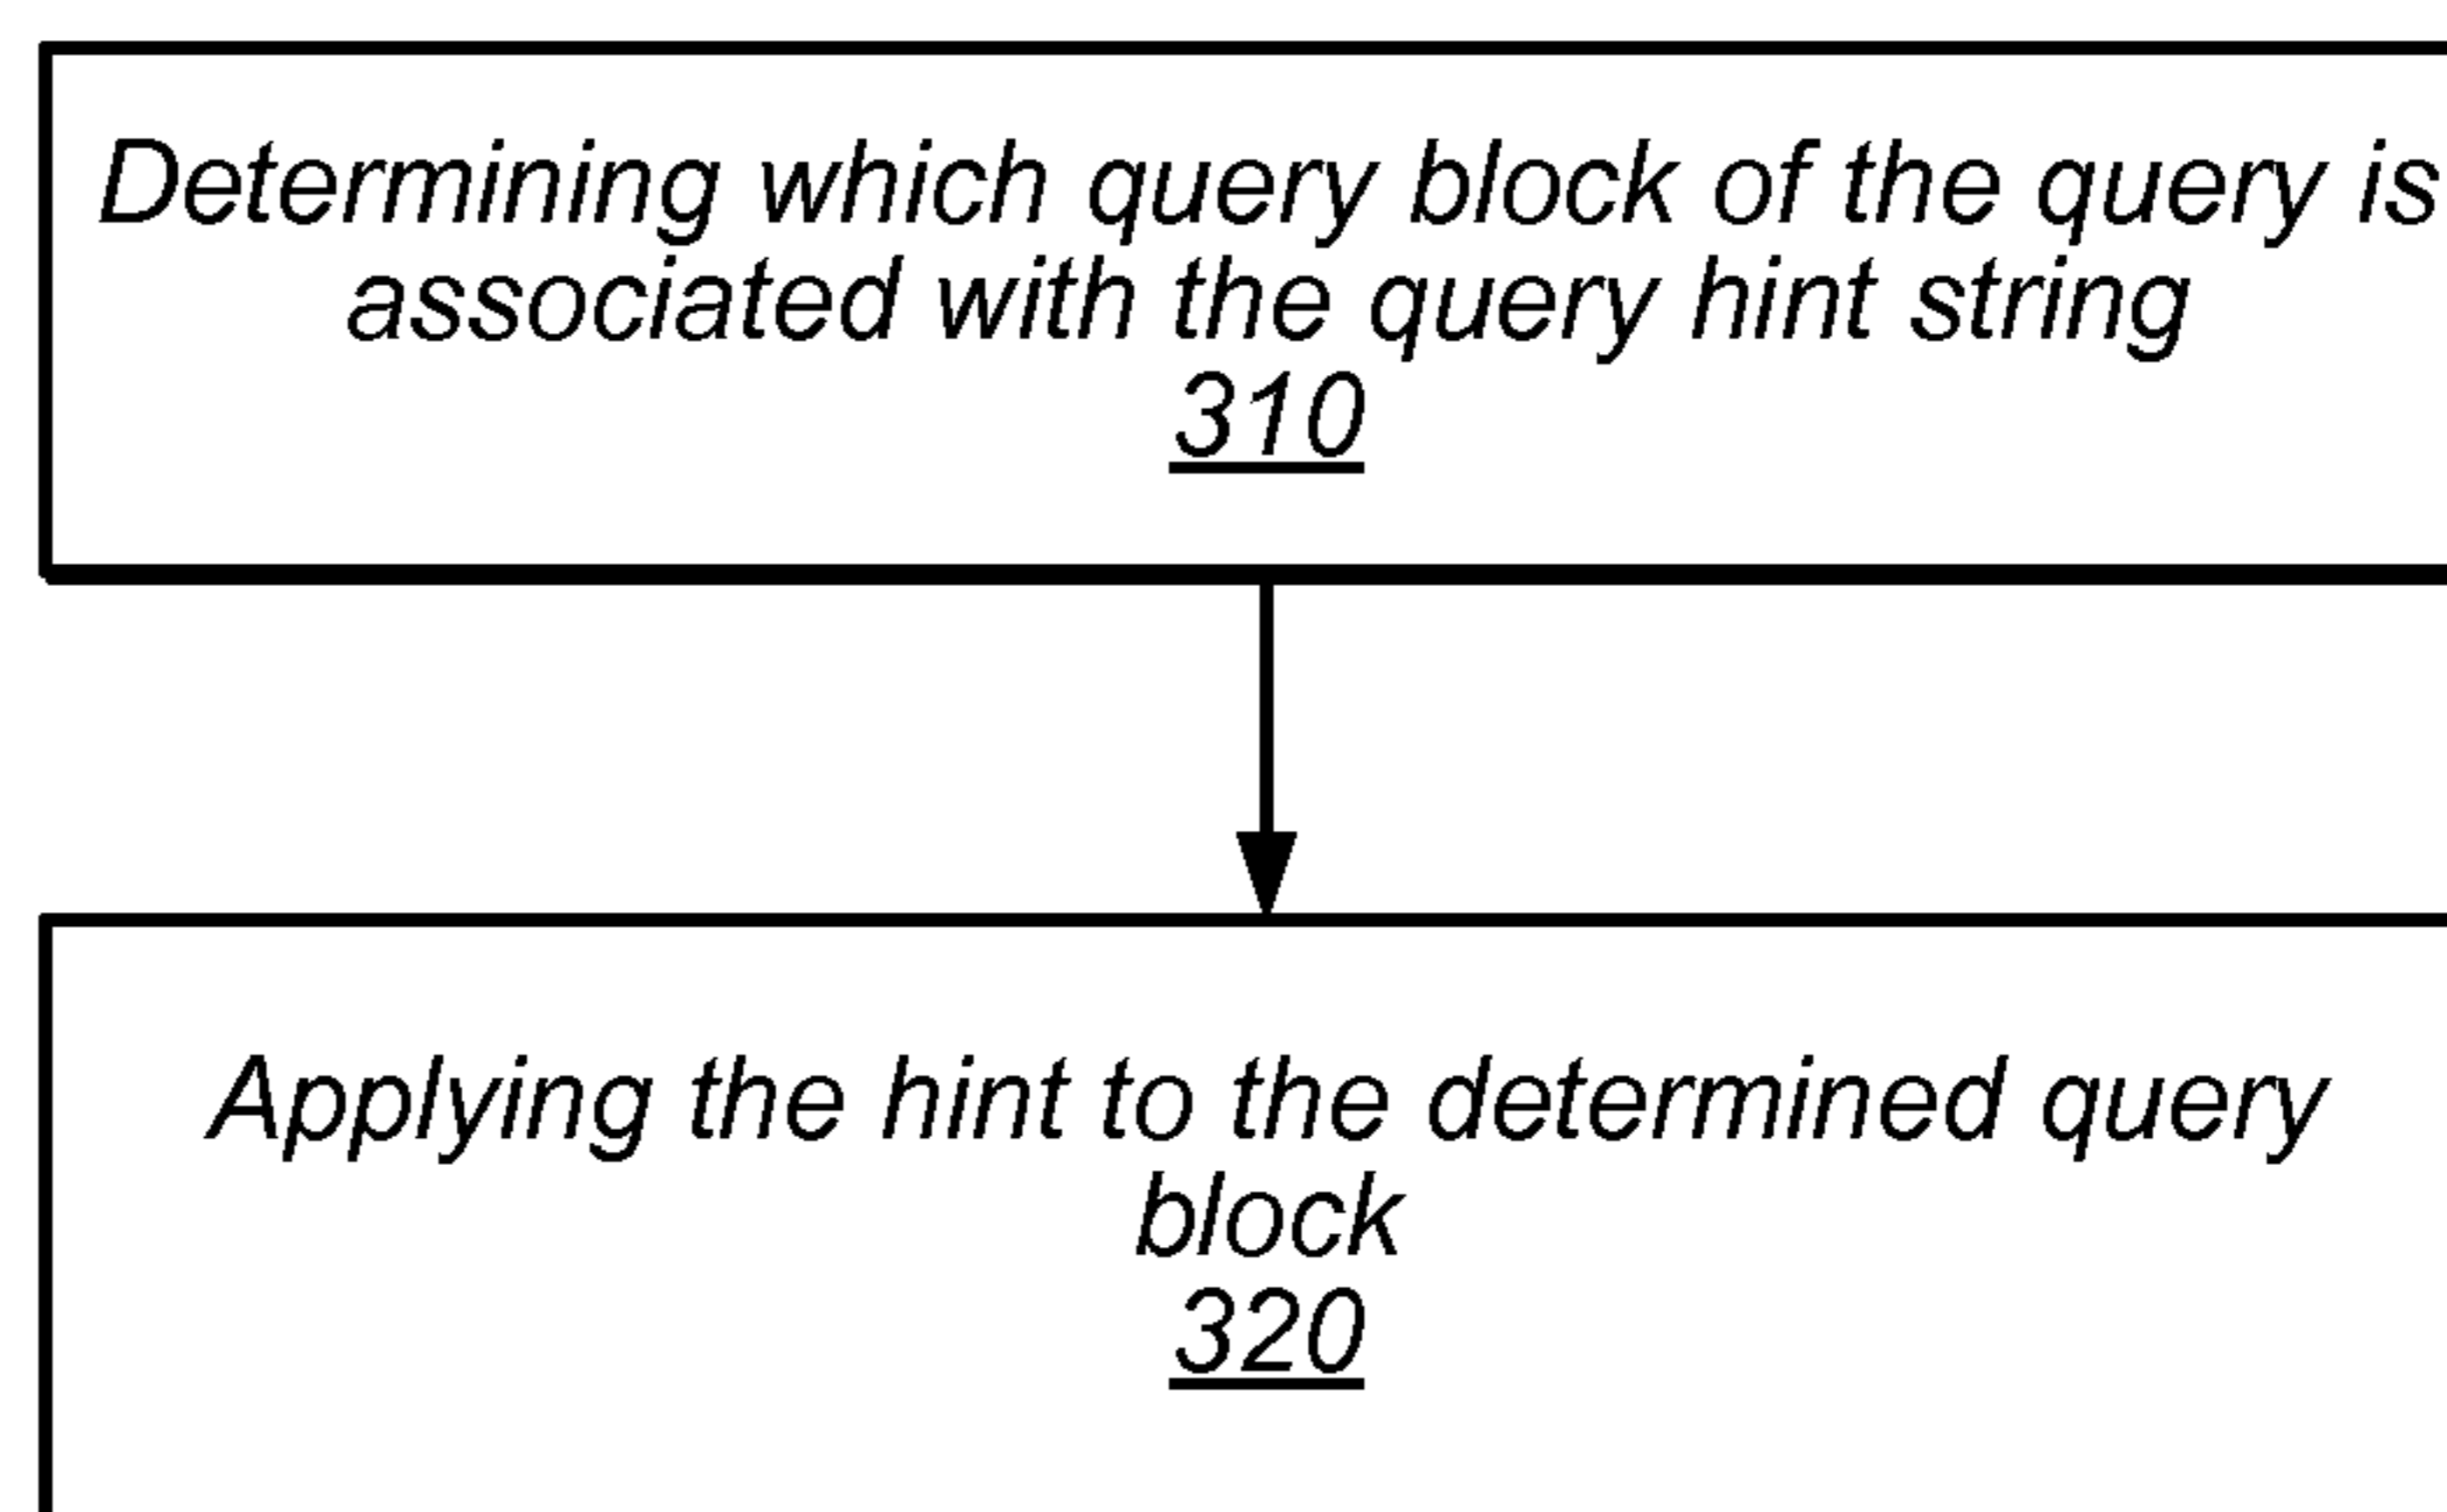 Determining which query block of the query is
associated with the query hint string
310
Applying the hint to the determined query
block
320